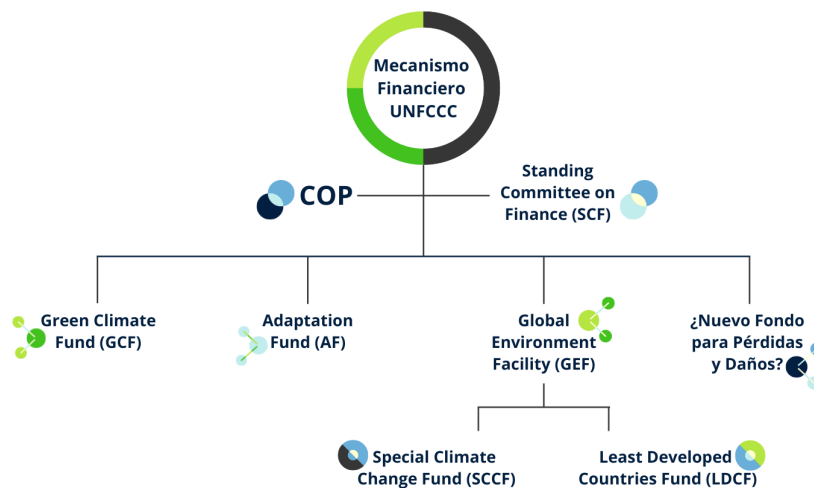 Mecanismo
Financiero
UNFCCC
COP
Standing
Committee on
Finance (SCF)
Green Climate
Fund (GCF)
Adaptation
Fund (AF)
Global
Environment
Facility (GEF)
¿Nuevo Fondo
para Pérdidas
y Daños?
Special Climate
Change Fund (SCCF)
Least Developed
Countries Fund (LDCF)